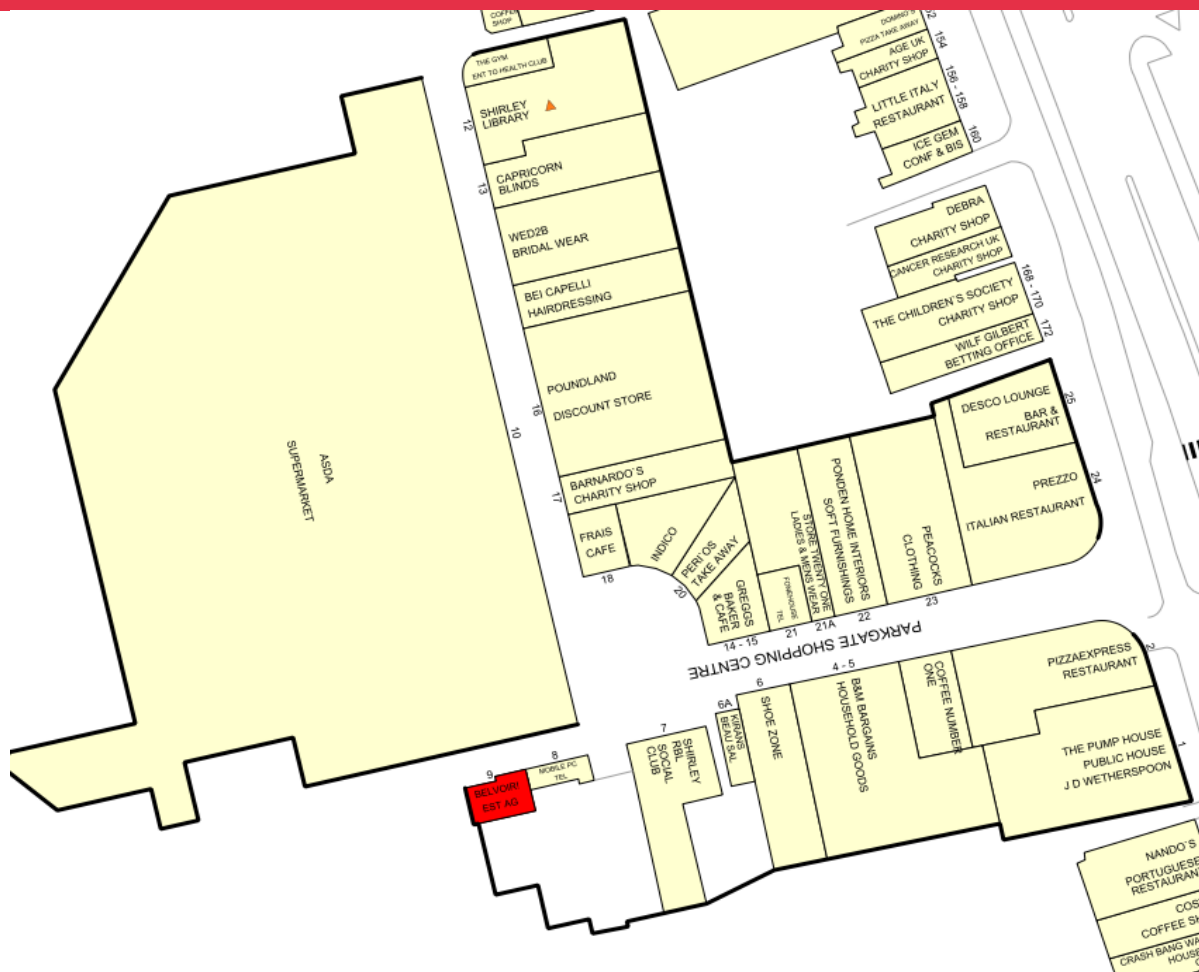 COFFEE
SHOP
THE GYM
ENT TO HEALTH CLUB
SHIRLEY
LIBRARY
12
CAPRICORN
BLINDS
13
WED2B
BRIDAL WEAR
BEI CAPELLI
HAIRDRESSING
POUNDLAND
DISCOUNT STORE
16
10
BARNARDO`S
CHARITY SHOP
17
FRAIS
CAFE
18
INDICO
PERI`OS
TAKE AWAY
20
GREGGS
BAKER
& CAFE
14 - 15
FONEHOUSE
TEL
21
STORE TWENTY ONE
LADIES & MENS WEAR
21A
PONDEN HOME INTERIORS
SOFT FURNISHINGS
22
PEACOCKS
CLOTHING
23
DESCO LOUNGE
BAR &
RESTAURANT
25
PREZZO
ITALIAN RESTAURANT
24
DOMINO'S
PIZZA TAKE AWAY
AGE UK
CHARITY SHOP
154
LITTLE ITALY
RESTAURANT
156 - 158
ICE GEM
CONF & BIS
160
DEBRA
CHARITY SHOP
CANCER RESEARCH UK
CHARITY SHOP
THE CHILDREN`S SOCIETY
CHARITY SHOP
168 - 170
WILF GILBERT
BETTING OFFICE
172
ASDA
SUPERMARKET
PARKGATE SHOPPING CENTRE
9
BELVOIR!
EST AG
8
MOBILE PC
TEL
7
SHIRLEY
RBL
SOCIAL
CLUB
6A
KIRANS
BEAU SAL
6
SHOE ZONE
4 - 5
B&M BARGAINS
HOUSEHOLD GOODS
COFFEE NUMBER
ONE
PIZZAEXPRESS
RESTAURANT
2
THE PUMP HOUSE
PUBLIC HOUSE
J D WETHERSPOON
1
NANDO`S
PORTUGUESE
RESTAURANT
COFFEE
CRASH BANG